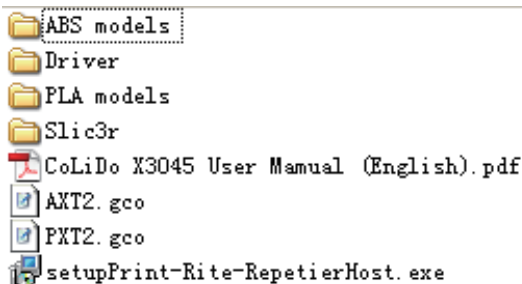 ABS models
Driver
PLA models
Slic3r
CoLiDo X3045 User Mamual (English).pdf
AXT2. gco
PXT2. gco
setupPrint-Rite-RepetierHost.exe